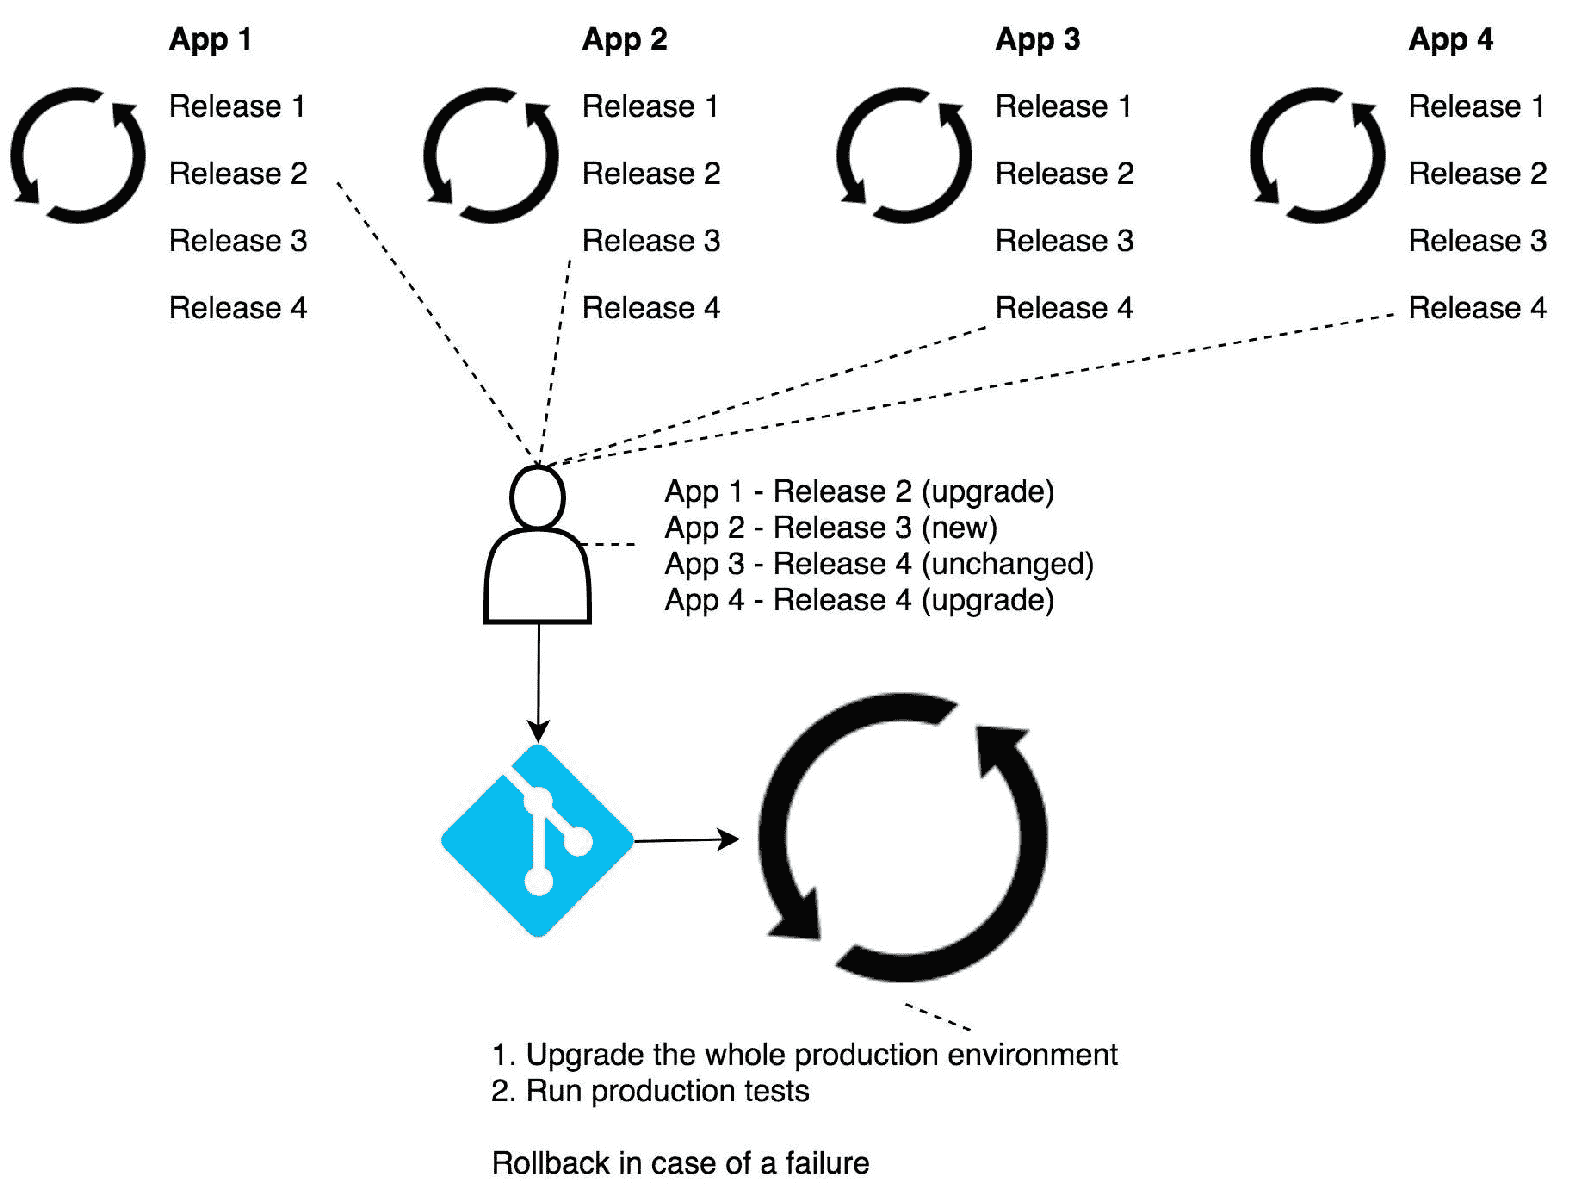 App 1
Release 1
Release 2
Release 3
Release 4
App 2
Release 1
Release 2
Release 3
Release 4
App 3
Release 1
Release 2
Release 3
Release 4
App 4
Release 1
Release 2
Release 3
Release 4
App 1 - Release 2 (upgrade)
App 2 - Release 3 (new)
App 3 - Release 4 (unchanged)
App 4 - Release 4 (upgrade)
1. Upgrade the whole production environment
2. Run production tests
Rollback in case of a failure